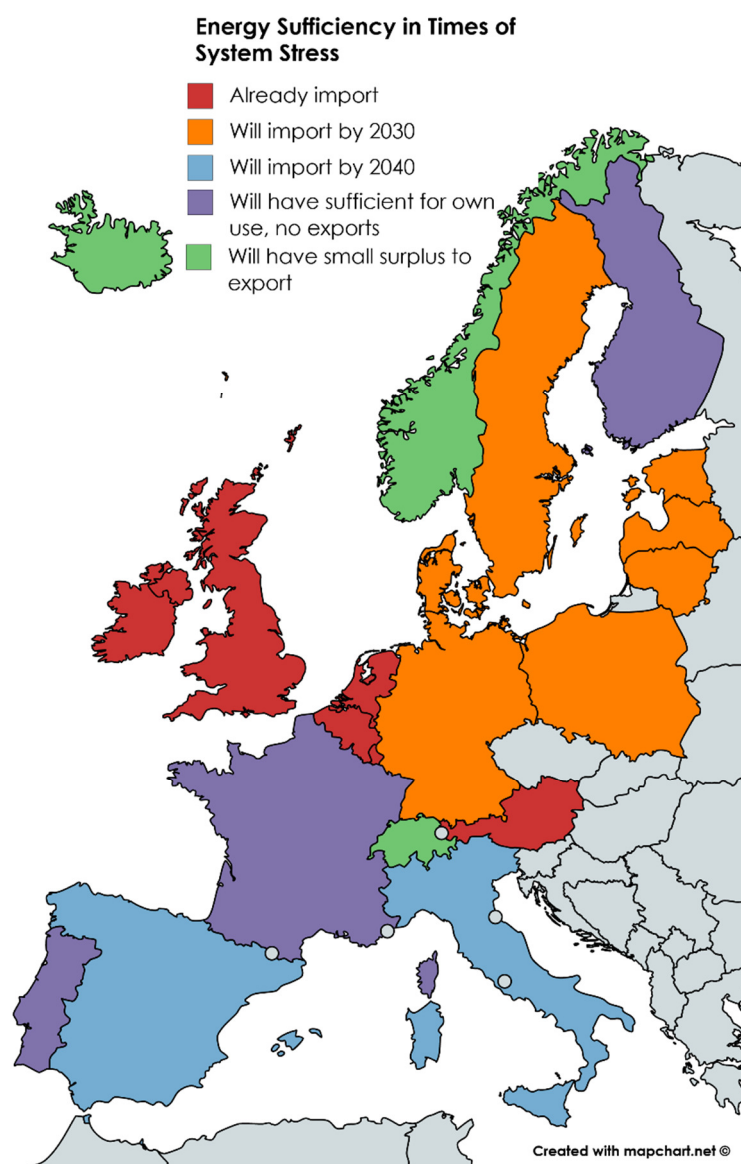 Energy Sufficiency in Times of
System Stress
Already import
Will import by 2030
Will import by 2040
Will have sufficient for own
use, no exports
Will have small surplus to
export
Created with mapchart.net ©